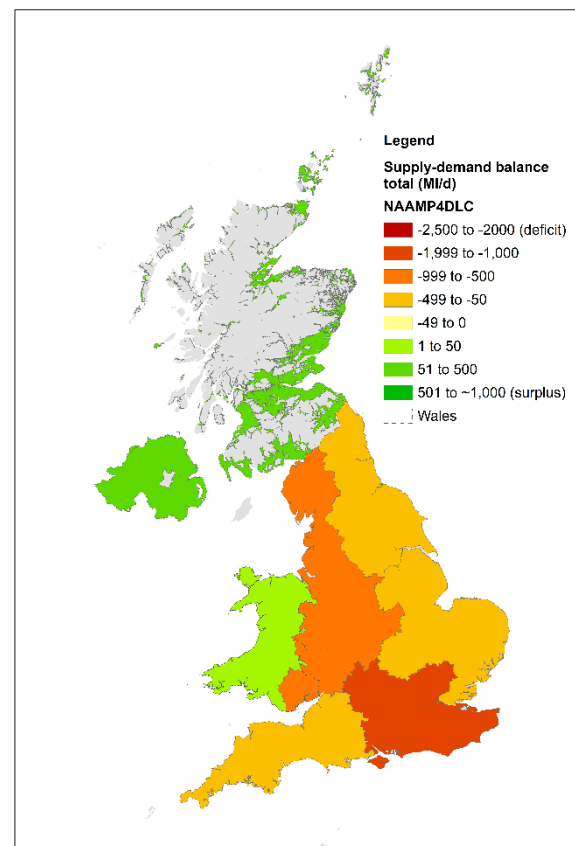 Legend
Supply-demand balance
total (Ml/d)
NAAMP4DLC
-2,500 to -2000 (deficit)
-1,999 to -1,000
-999 to -500
-499 to -50
-49 to 0
1 to 50
51 to 500
501 to ~1,000 (surplus)
Wales